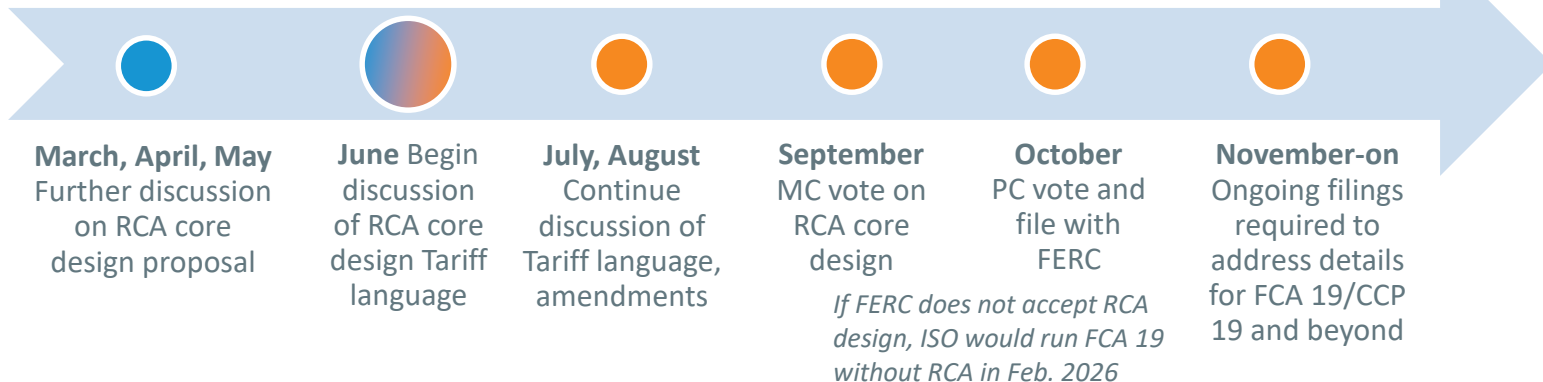 March, April, May
Further discussion
on RCA core
design proposal
June Begin
discussion
of RCA core
design Tariff
language
July, August
Continue
discussion of
Tariff language,
amendments
September
MC vote on
RCA core
design
October
PC vote and
file with
FERC
If FERC does not accept RCA
design, ISO would run FCA 19
without RCA in Feb. 2026
November-on
Ongoing filings
required to
address details
for FCA 19/CCP
19 and beyond